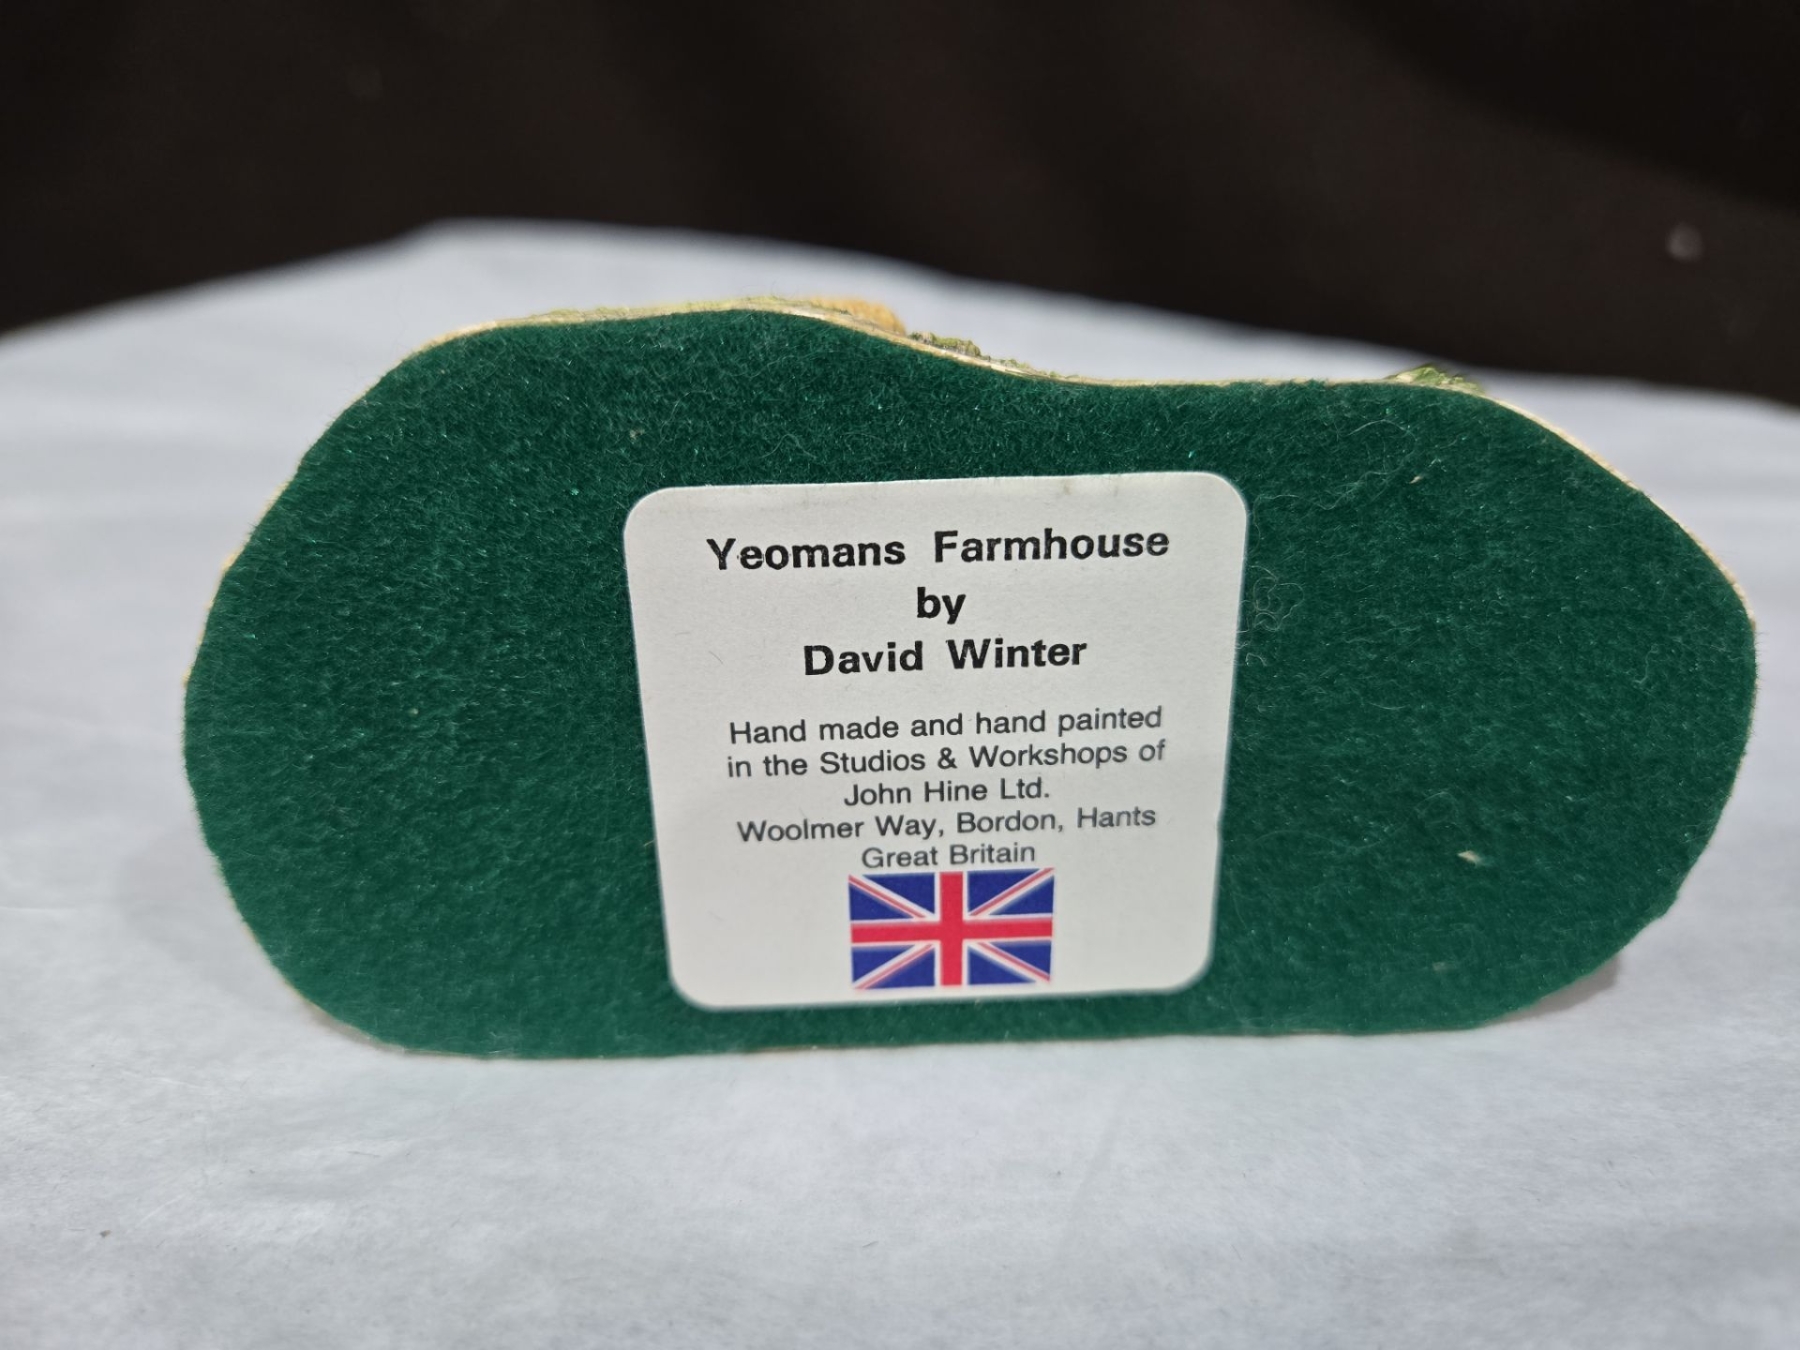 Yeomans Farmhouse
by
David Winter
Hand made and hand painted
in the Studios & Workshops of
John Hine Ltd.
Woolmer Way, Bordon, Hants
Great Britain